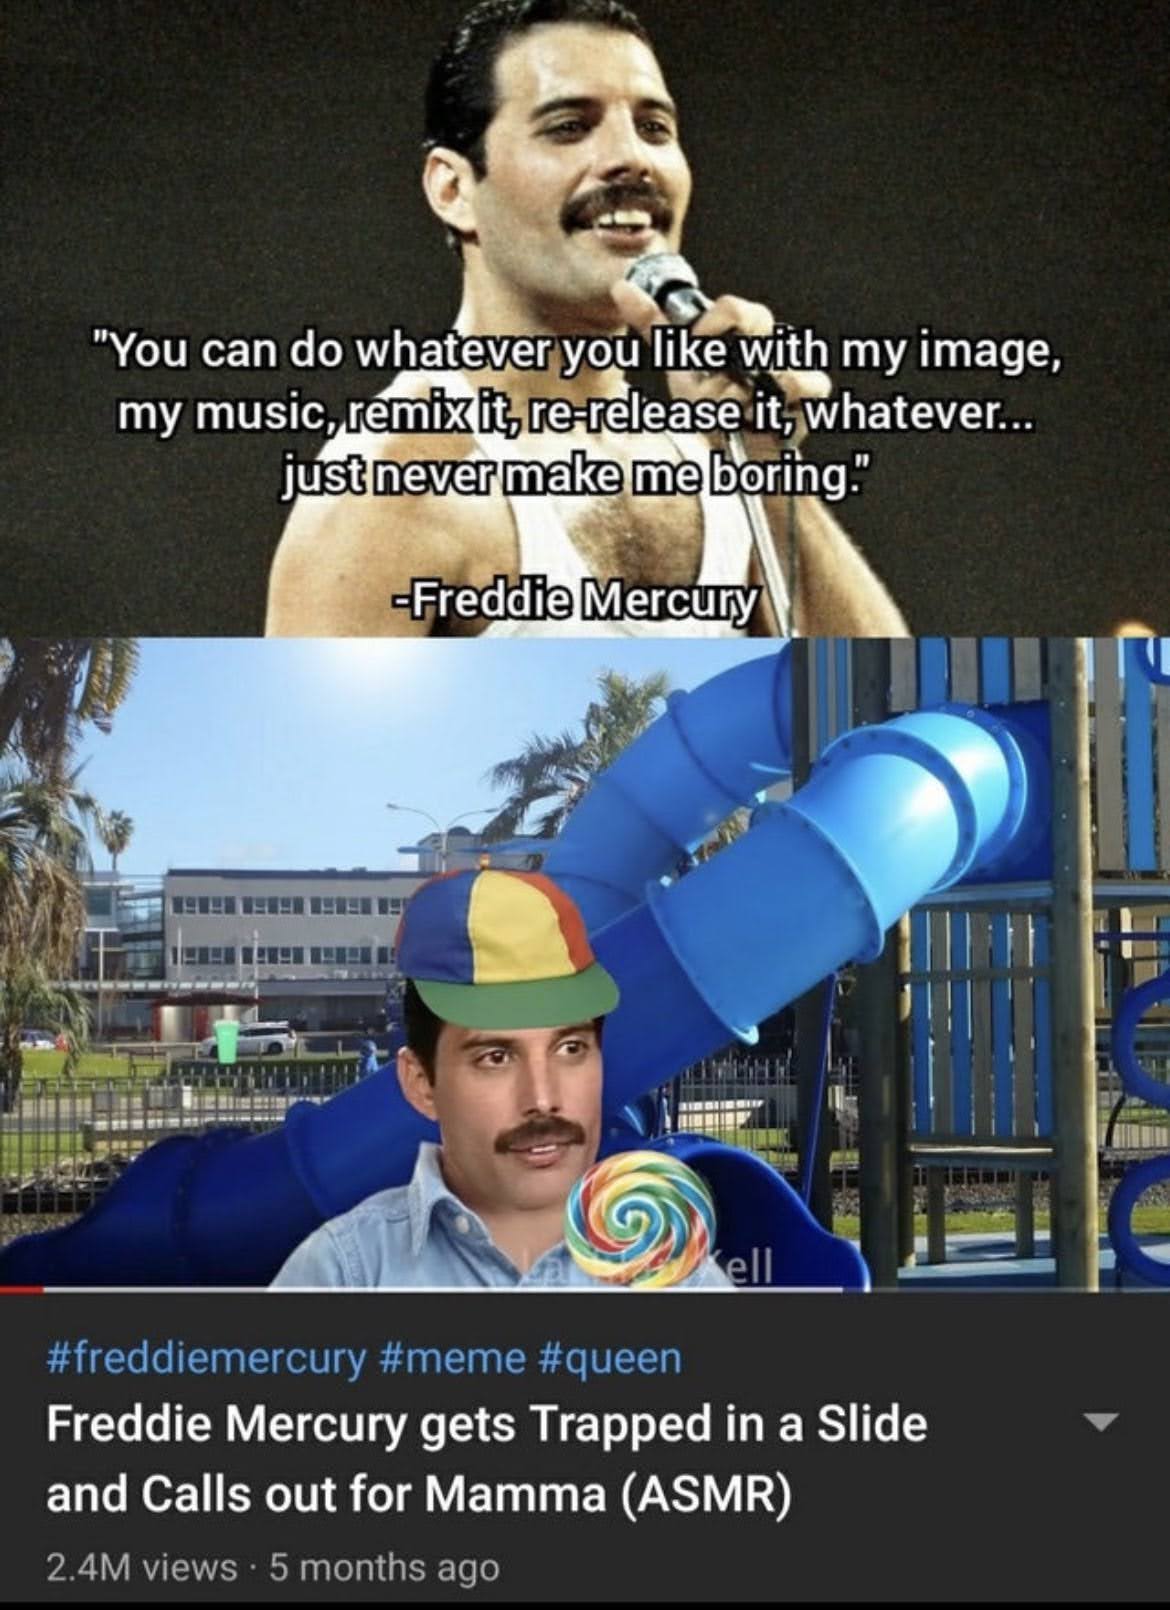 "You can do whatever you like with my image,
my music, remix it, re-release it, whatever...
just never make me boring."
-Freddie Mercury
#freddiemercury #meme #queen
Freddie Mercury gets Trapped in a Slide
and Calls out for Mamma (ASMR)
2.4M views · 5 months ago